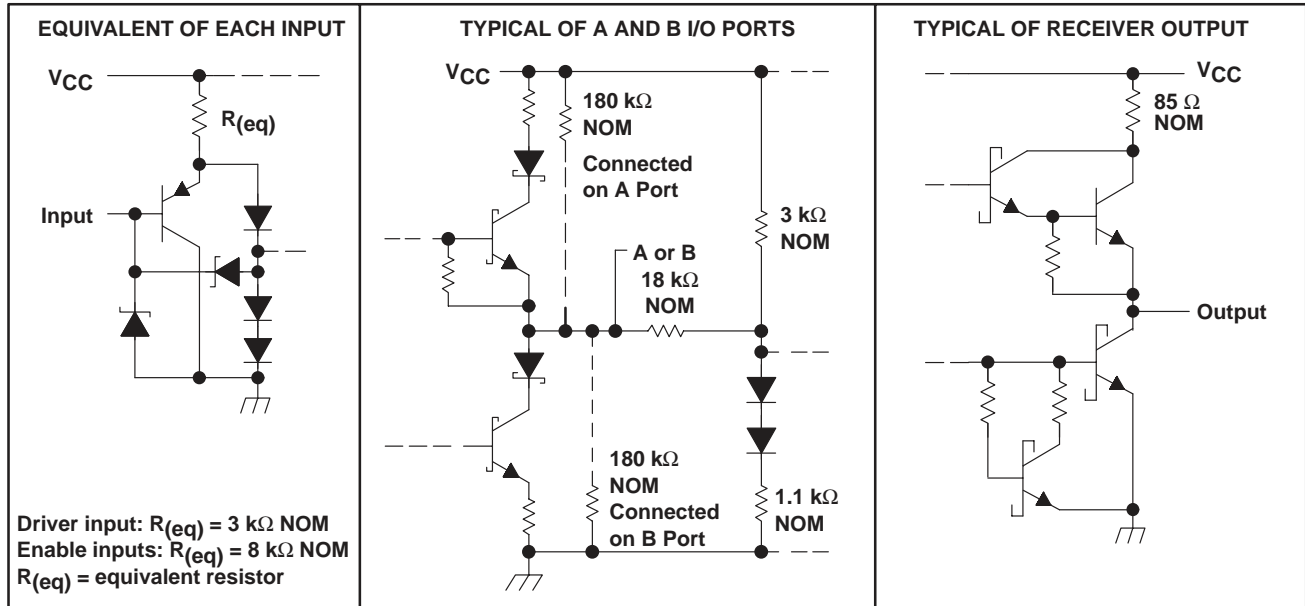 EQUIVALENT OF EACH INPUT
VCC
R(eq)
Input
Driver input: R(eq) = 3 kΩ NOM
Enable inputs: R(eq) = 8 kΩ NOM
R(eq) = equivalent resistor
TYPICAL OF A AND B I/O PORTS
VCC
180 kΩ
NOM
Connected
on A Port
3 kΩ
NOM
A or B
18 kΩ
NOM
180 kΩ
NOM
Connected
on B Port
1.1 kΩ
NOM
TYPICAL OF RECEIVER OUTPUT
VCC
85 Ω
NOM
Output